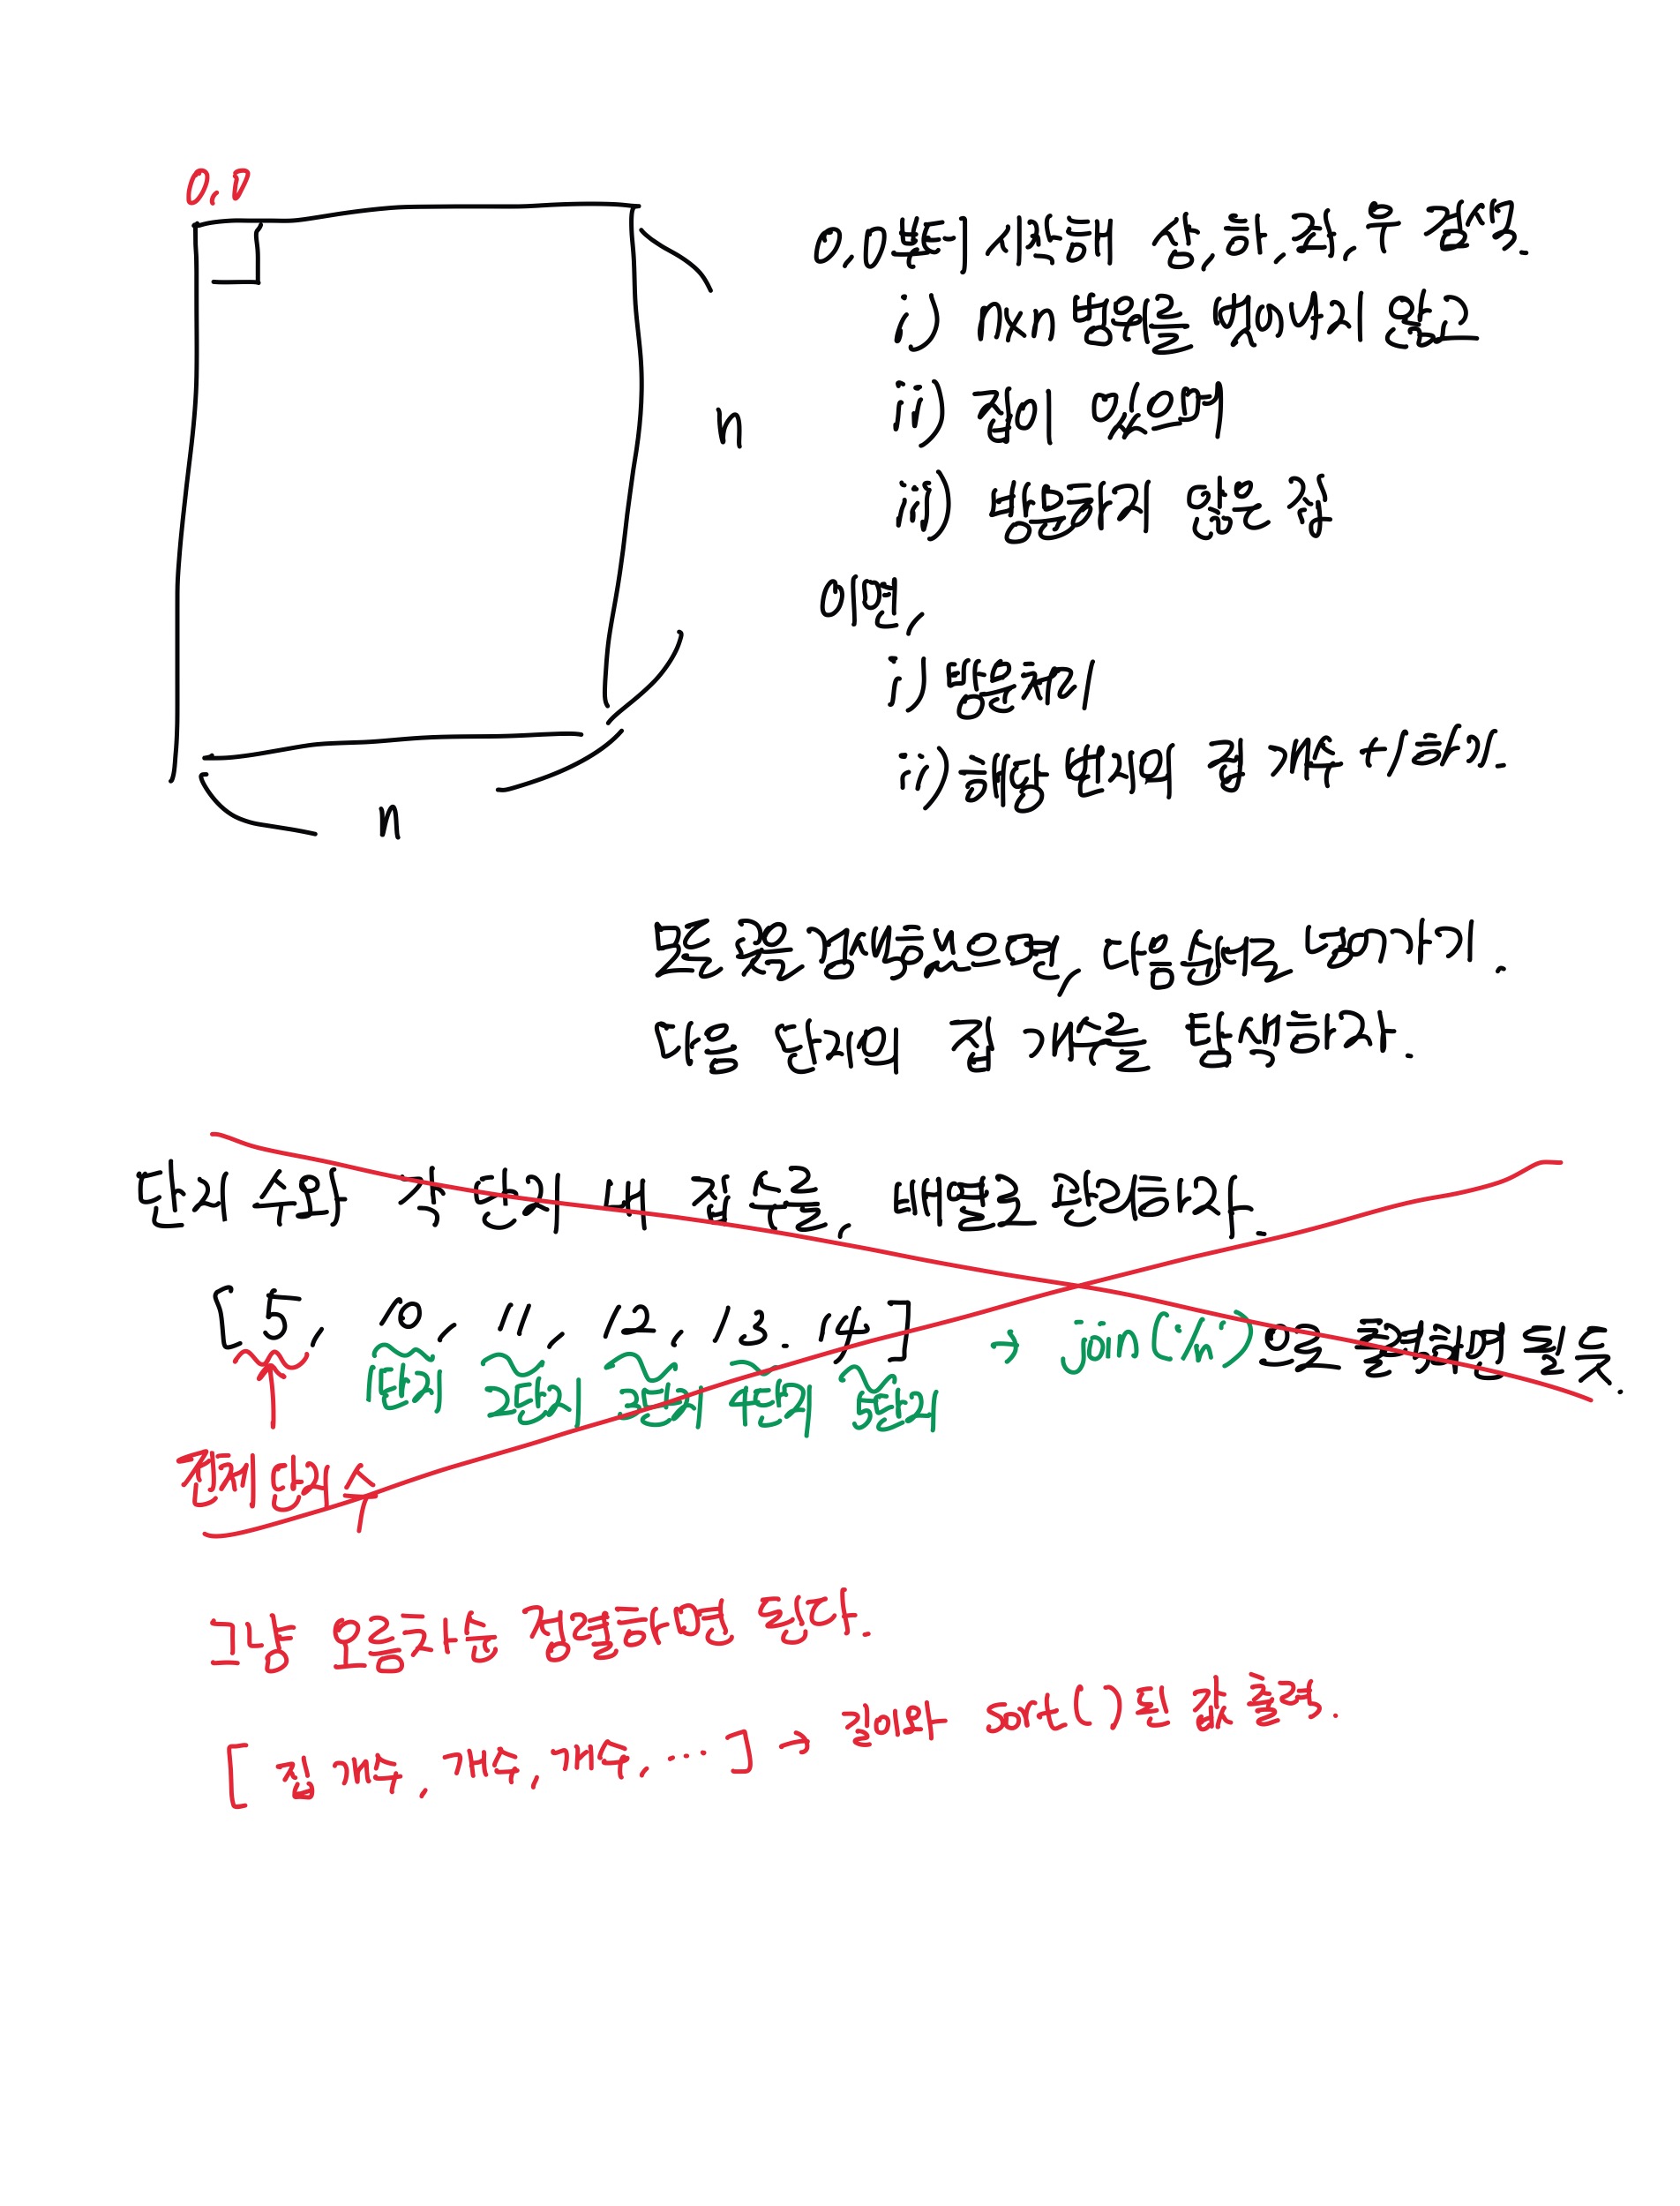 0,0
n
n
0,0부터 시작해 상,하,좌,우 검색.
i) nxn 범위를 벗어나지 않고
ii) 집이 있으며
iii) 방문하지 않은 집
이면,
i) 방문처리
ii) 해당 번지의 집 개수 +1 하기.
모든 곳을 검색했으면, 다음 순서로 넘어가기.
다음 단지의 집 개수를 탐색하자.
단지 수와 각 단지 내 집 수를, 배열로 관리하자.
[5, 10, 11, 12, 13. 14] → join('\n')으로 출력하면 될 듯.
1단지 2단지 3단지 4단지 5단지
전체 단지 수
그냥 오름차순 정렬하면 된다.
[집 개수, 개수, 개수, ...] → 길이와 sort()된 값 출력.